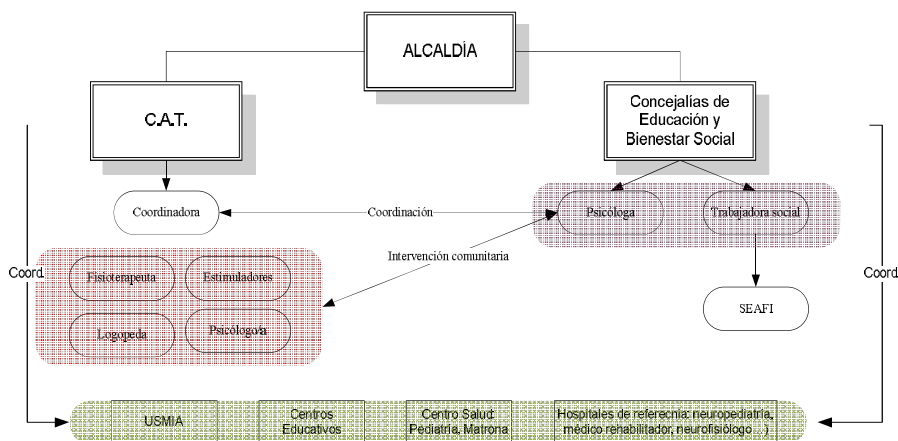 ALCALDÍA
C.A.T.
Concejalías de
Educación y
Bienestar Social
Coordinadora
Coordinación
Psicóloga
Trabajadora social
Intervención comunitaria
Coord.
Coord
Fisioterapeuta
Estimuladores
Logopeda
Psicólogo/a
SEAFI
USMIA
Centros
Educativos
Centro Salud:
Pediatría, Matrona
Hospitales de referecnia: neuropediatría,
médico rehabilitador, neurofisiólogo…)